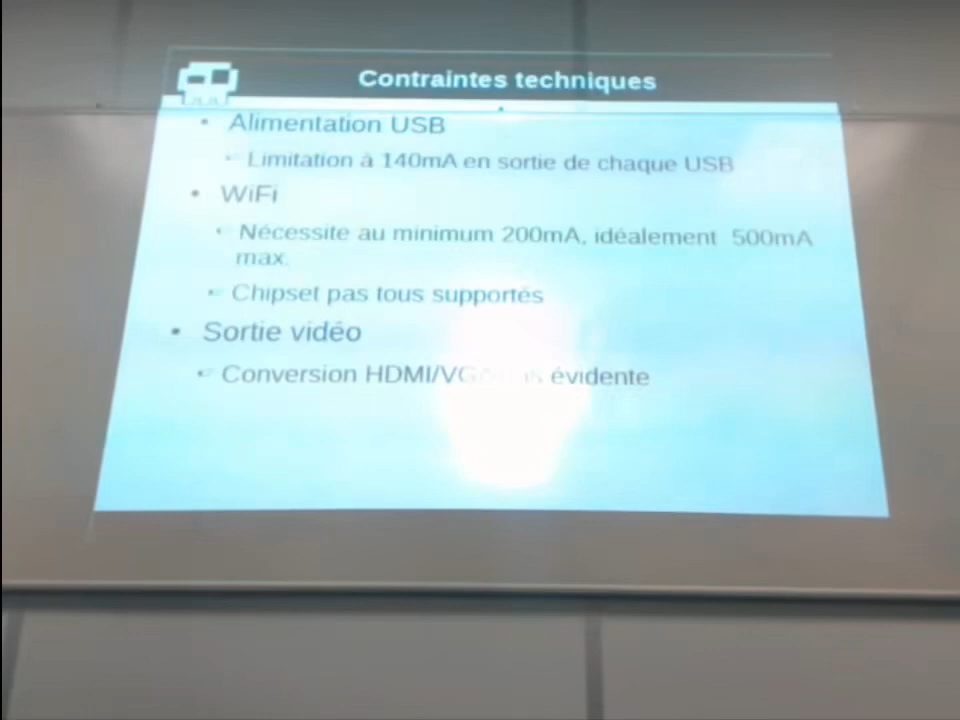 Contraintes techniques
• Alimentation USB
Limitation à 140mA en sortie de chaque USB
• WiFi
Nécessite au minimum 200mA, idéalement 500mA
max.
Chipset pas tous supportés
• Sortie vidéo
Conversion HDMI/VGA évidente